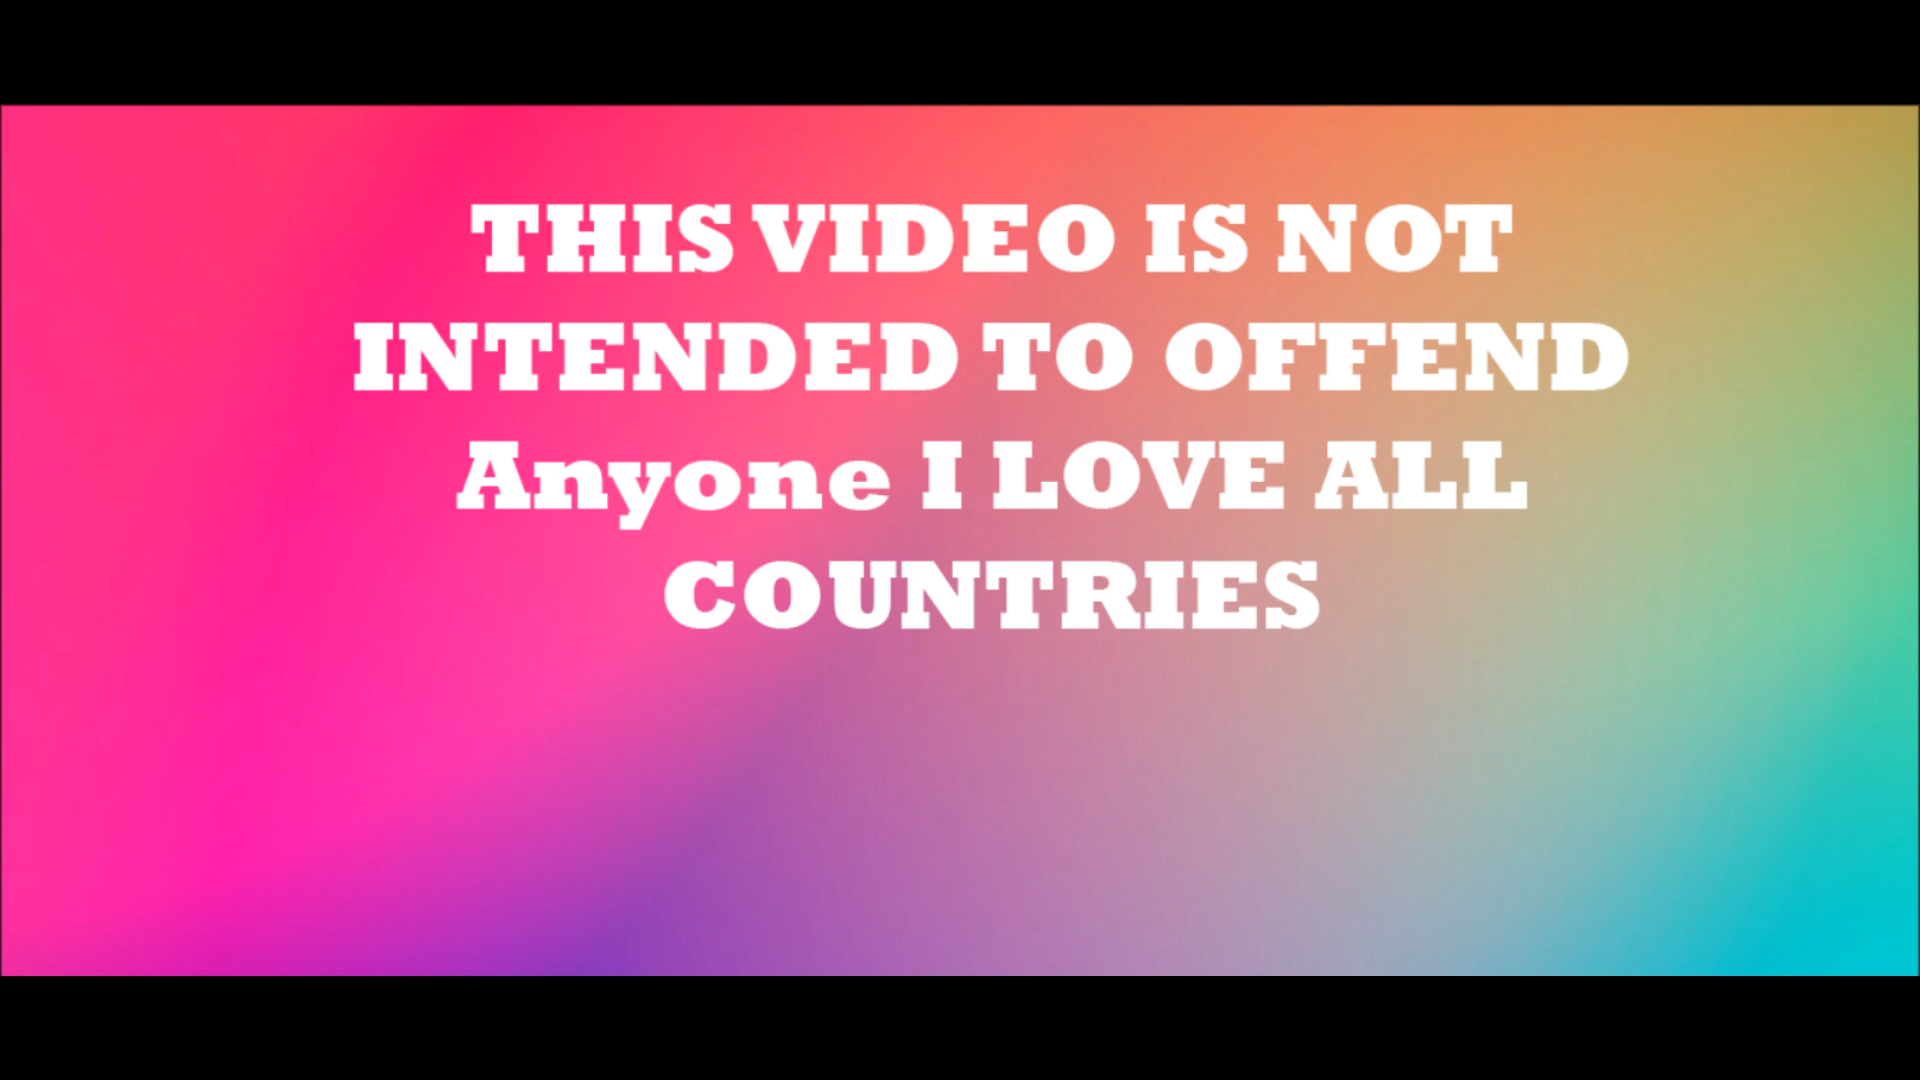 THIS VIDEO IS NOT
INTENDED TO OFFEND
Anyone I LOVE ALL
COUNTRIES